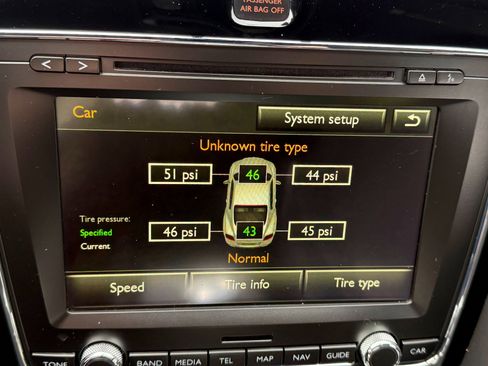 PASSENGER
AIR BAG OFF
Car
System setup
Unknown tire type
51 psi
46
44 psi
Tire pressure:
Specified
Current
46 psi
43
45 psi
Normal
Speed
Tire info
Tire type
TONE
BAND
MEDIA
TEL
MAP
NAV
GUIDE
CAR